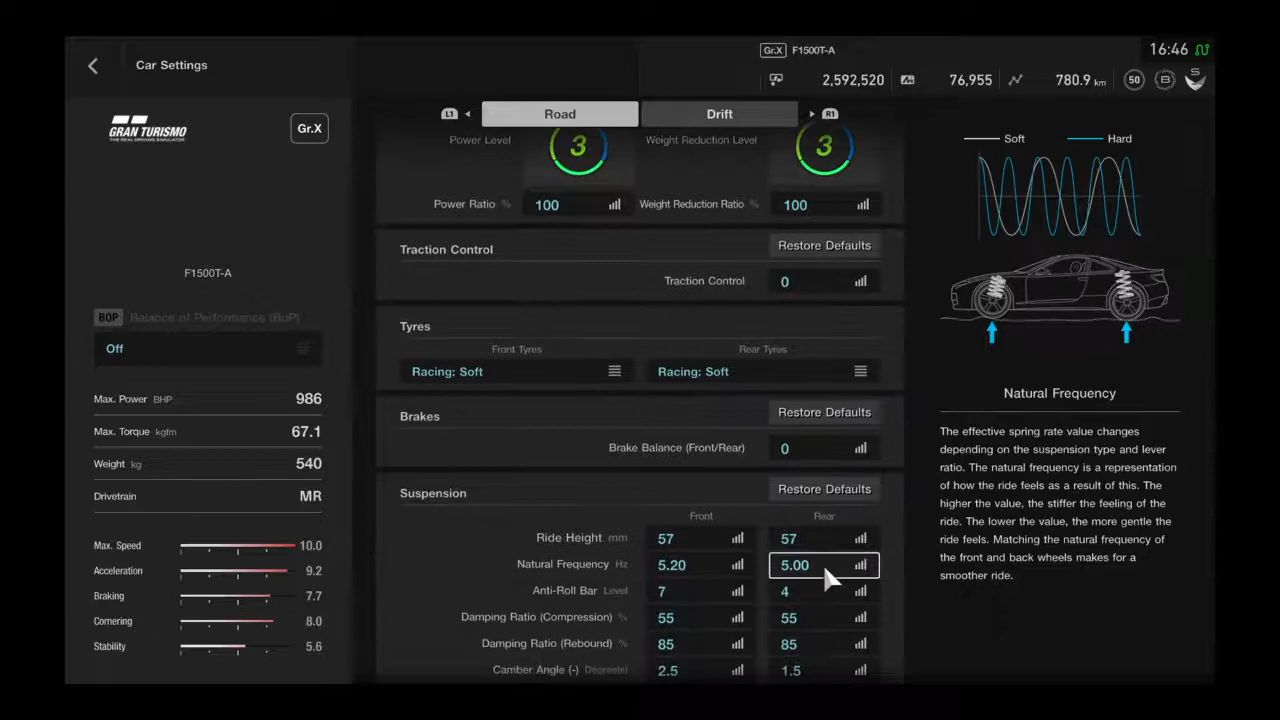 Gr.X F1500T-A
16:46
Car Settings
2,592,520
76,955
780.9 km
50
B
S
L1
Road
Drift
R1
GRAN TURISMO
THE REAL DRIVING SIMULATOR
Gr.X
Power Level
3
Weight Reduction Level
3
Soft
Hard
Power Ratio %
100
Weight Reduction Ratio %
100
Traction Control
Restore Defaults
F1500T-A
Traction Control
0
BOP Balance of Performance (BoP)
Off
Tyres
Front Tyres
Rear Tyres
Racing: Soft
Racing: Soft
Max. Power BHP 986
Max. Torque kgfm 67.1
Weight kg 540
Drivetrain MR
Brakes
Restore Defaults
Brake Balance (Front/Rear)
0
Natural Frequency
The effective spring rate value changes
depending on the suspension type and lever
ratio. The natural frequency is a representation
of how the ride feels as a result of this. The
higher the value, the stiffer the feeling of the
ride. The lower the value, the more gentle the
ride feels. Matching the natural frequency of
the front and back wheels makes for a
smoother ride.
Suspension
Restore Defaults
Front
Rear
Ride Height mm 57 57
Natural Frequency Hz 5.20 5.00
Anti-Roll Bar Level 7 4
Damping Ratio (Compression) % 55 55
Damping Ratio (Rebound) % 85 85
Camber Angle (-) Degrees) 2.5 1.5
Max. Speed 10.0
Acceleration 9.2
Braking 7.7
Cornering 8.0
Stability 5.6